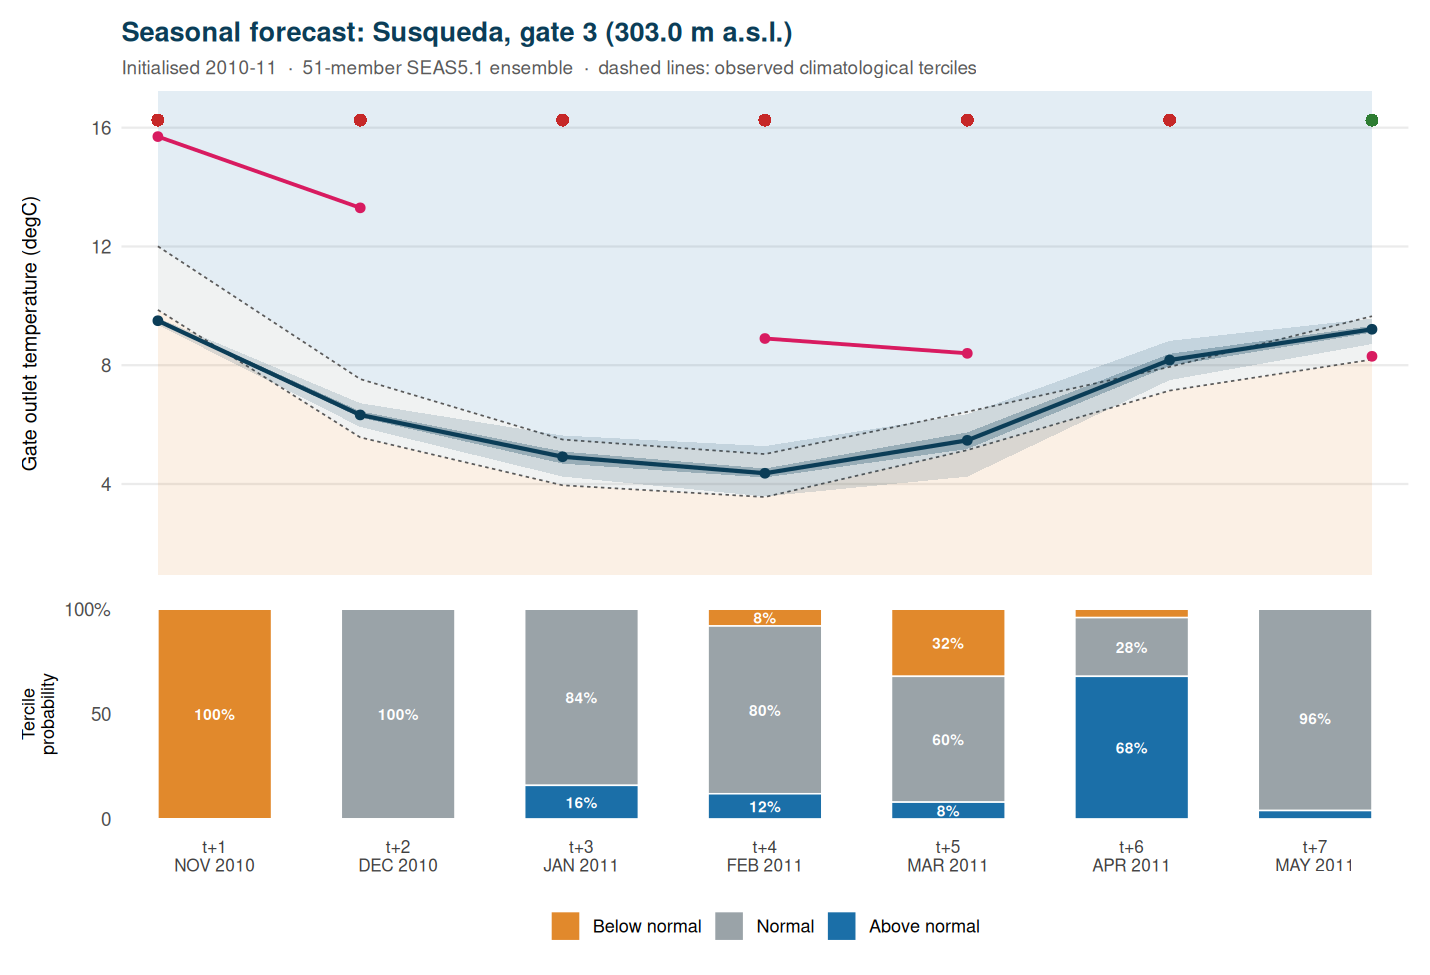 Seasonal forecast: Susqueda, gate 3 (303.0 m a.s.l.)
Initialised 2010-11 · 51-member SEAS5.1 ensemble · dashed lines: observed climatological terciles
Gate outlet temperature (degC)
16
12
8
4
Tercile
probability
100%
50
0
100%
100%
84%
16%
8%
80%
12%
32%
60%
8%
28%
68%
96%
t+1
NOV 2010
t+2
DEC 2010
t+3
JAN 2011
t+4
FEB 2011
t+5
MAR 2011
t+6
APR 2011
t+7
MAY 2011
Below normal
Normal
Above normal